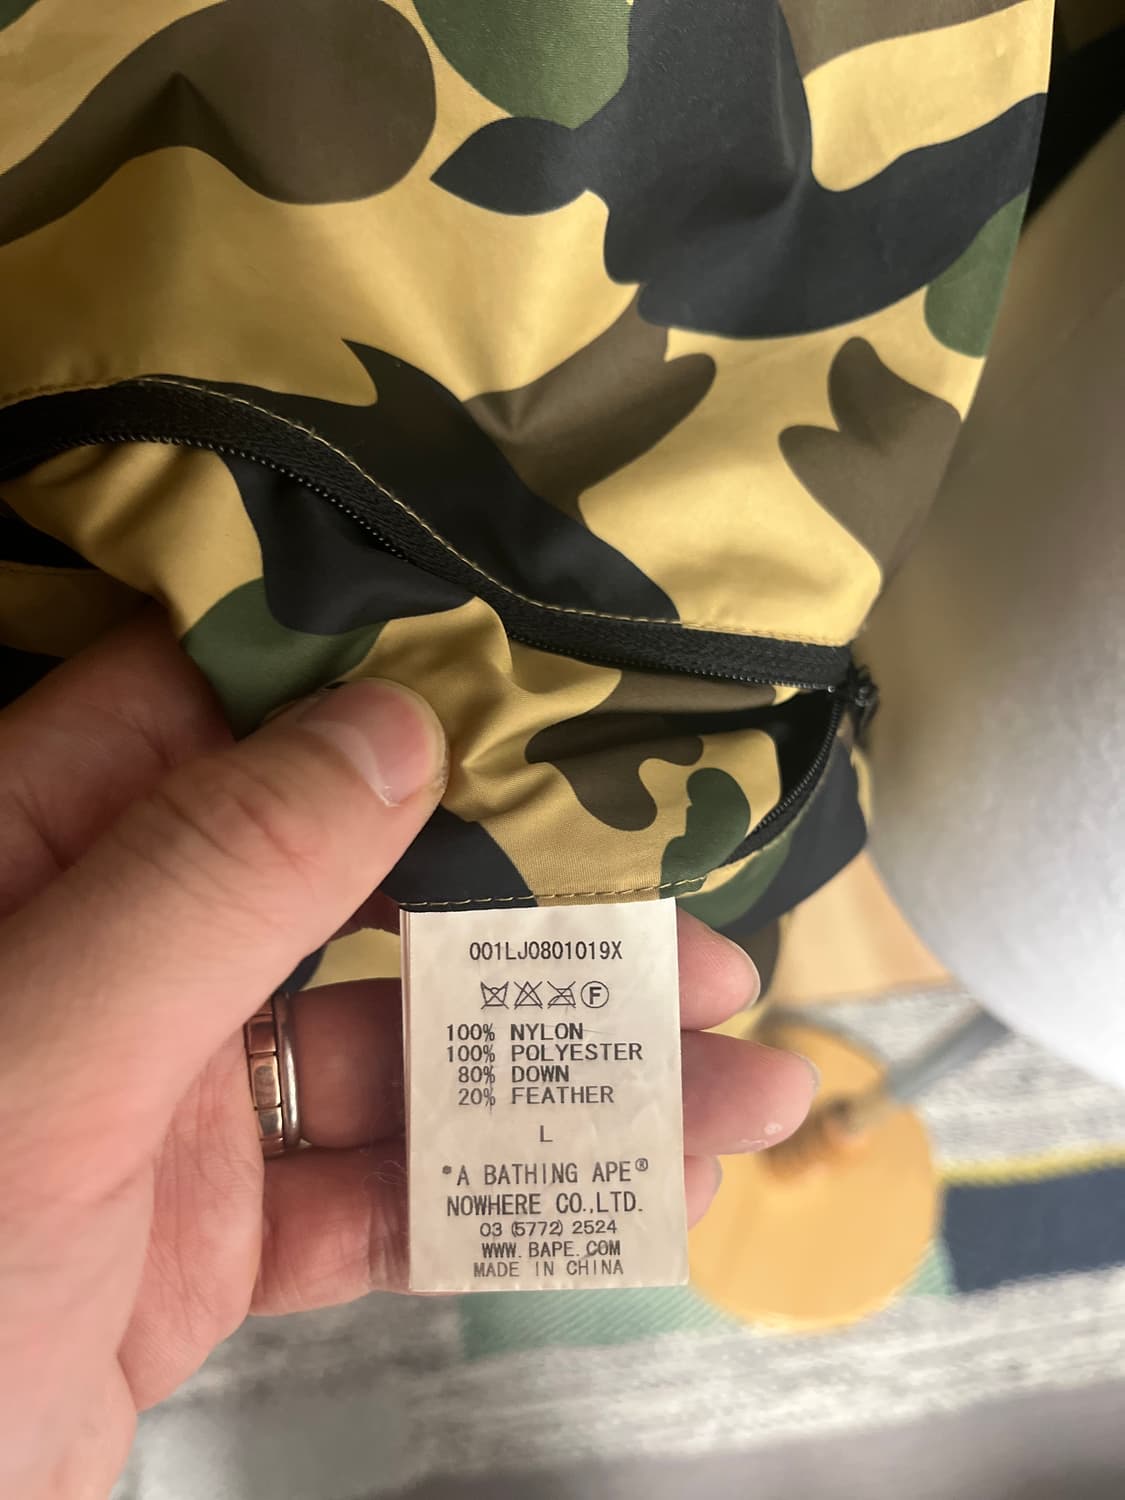 001LJ0801019X
F
100% NYLON
100% POLYESTER
80% DOWN
20% FEATHER
L
*A BATHING APE®
NOWHERE CO.,LTD.
03 (5772) 2524
WWW.BAPE.COM
MADE IN CHINA